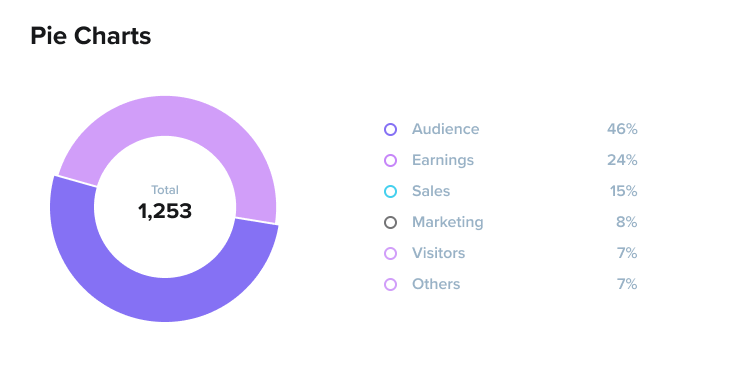 Pie Charts
Total
1,253
Audience 46%
Earnings 24%
Sales 15%
Marketing 8%
Visitors 7%
Others 7%